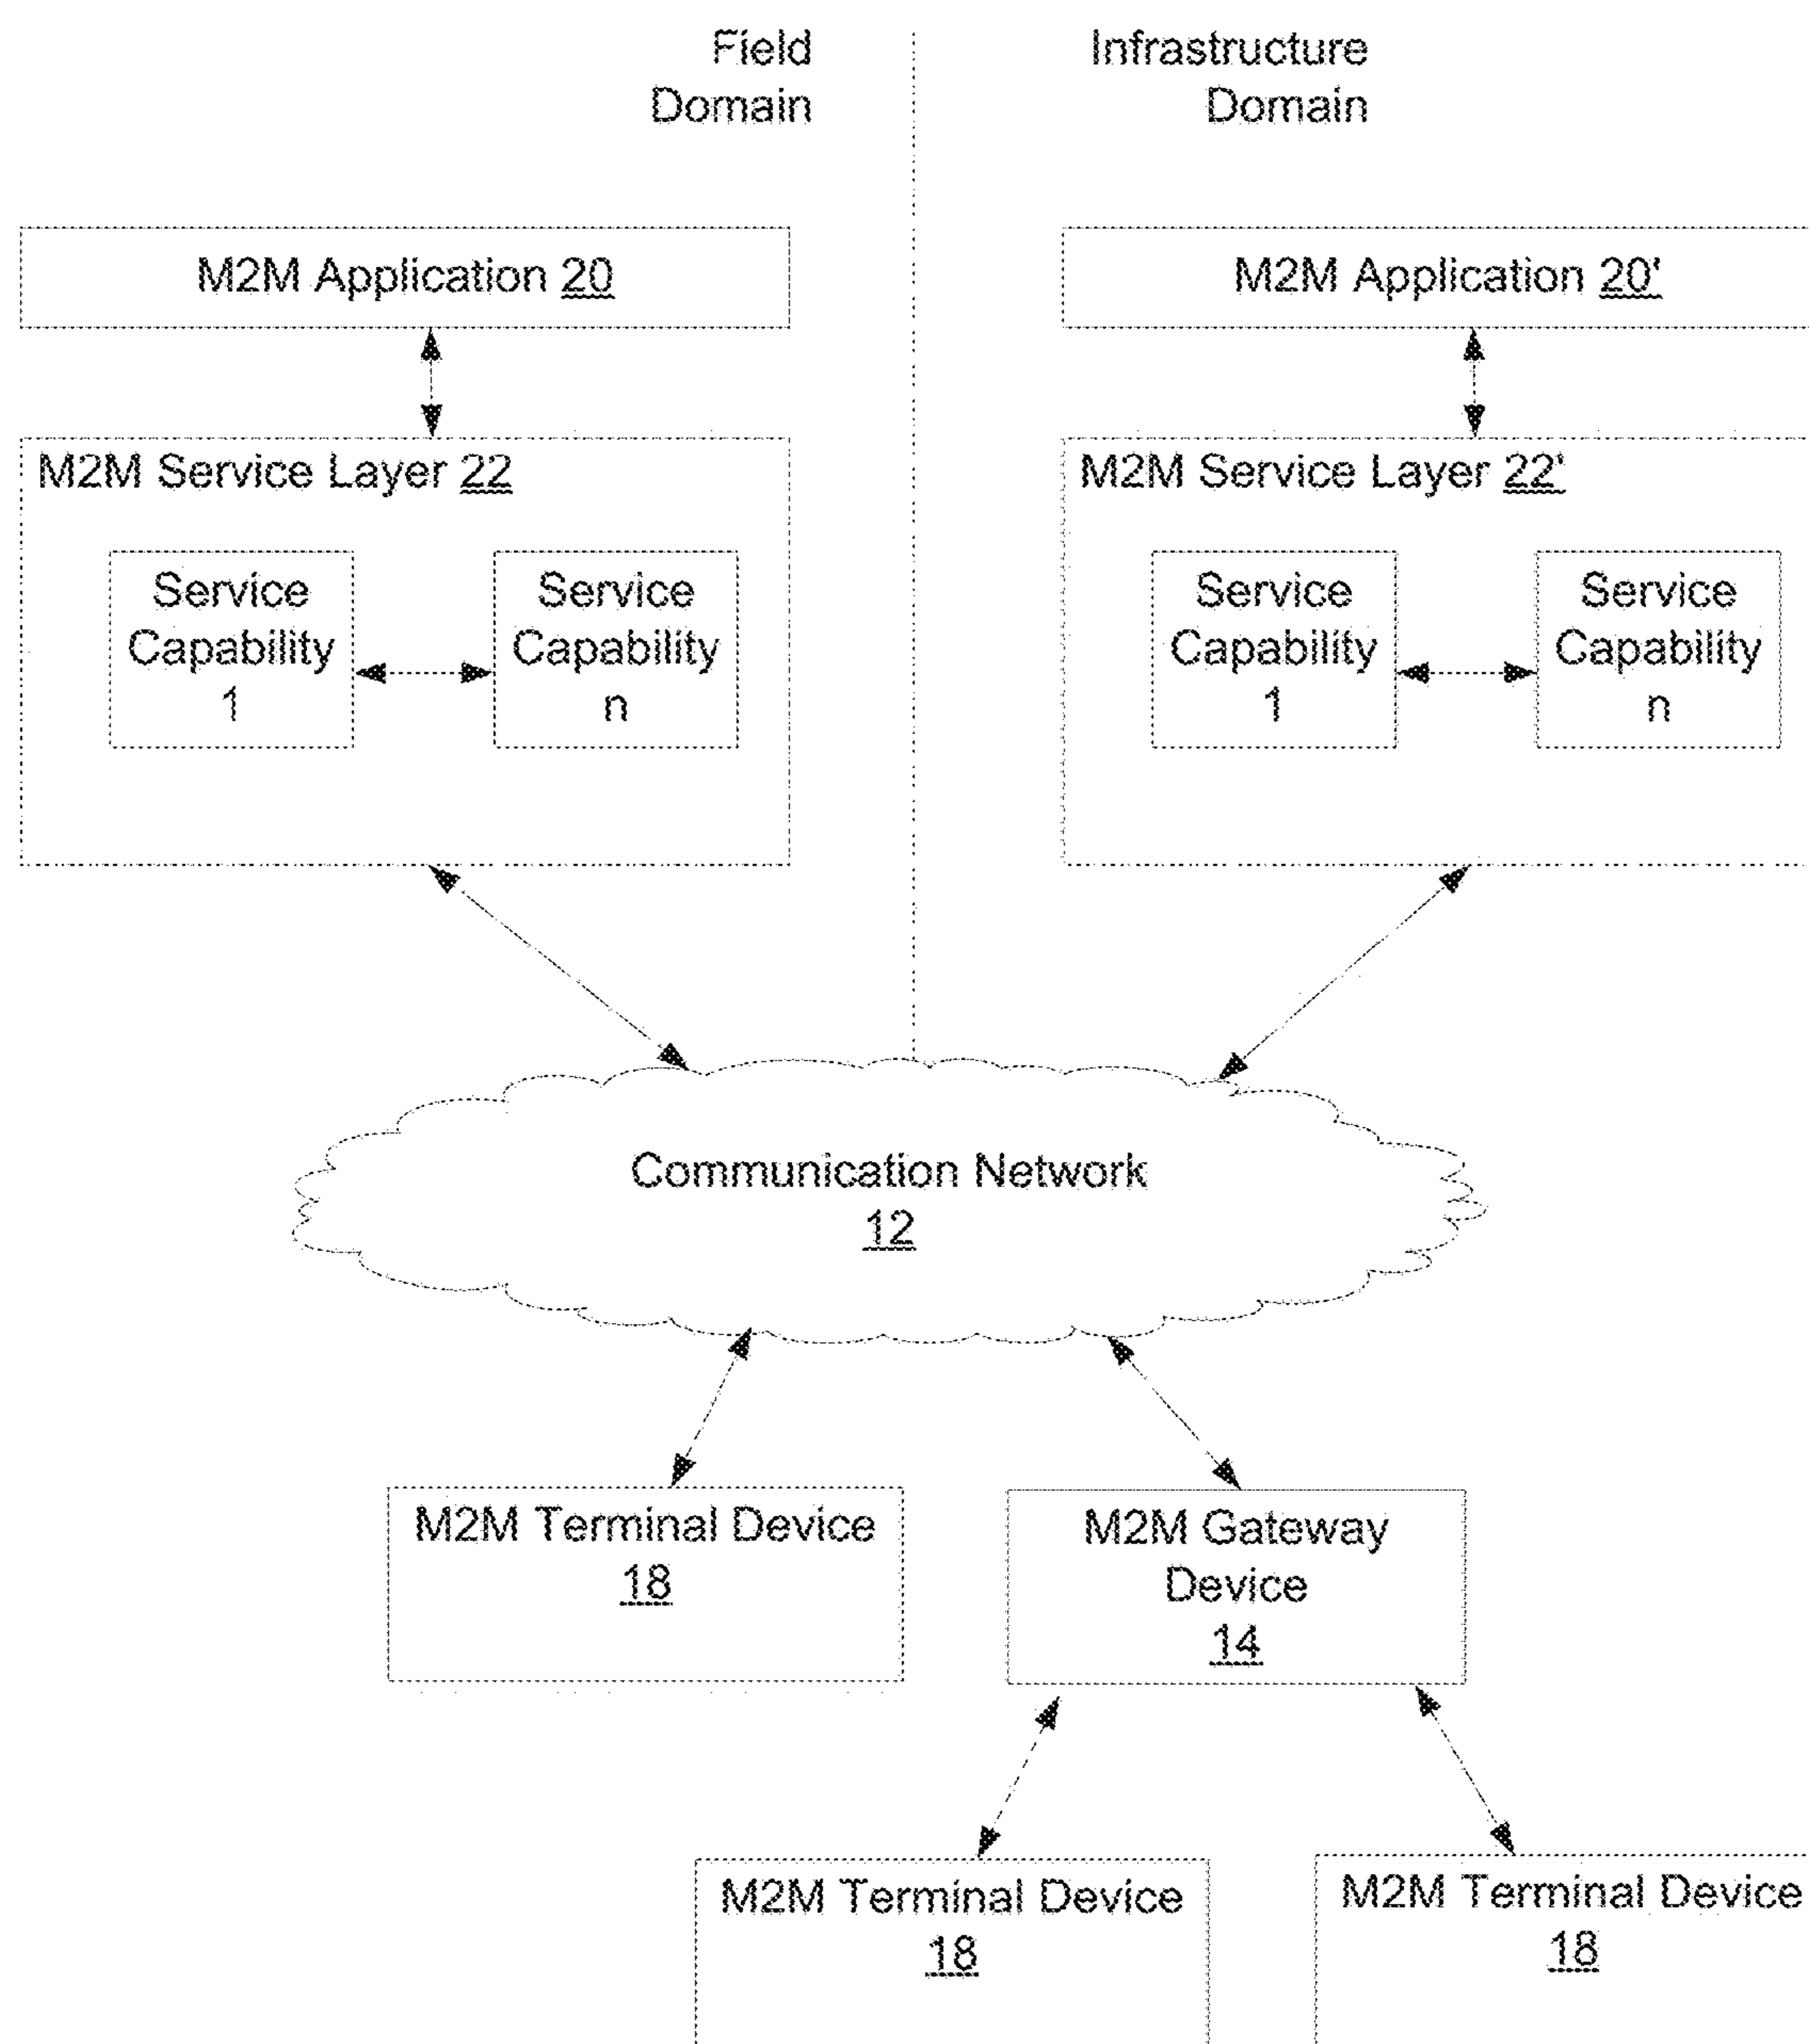 Field
Domain
Infrastructure
Domain
M2M Application 20
M2M Application 20'
M2M Service Layer 22
Service
Capability
1
Service
Capability
n
M2M Service Layer 22'
Service
Capability
1
Service
Capability
n
Communication Network
12
M2M Terminal Device
18
M2M Gateway
Device
14
M2M Terminal Device
18
M2M Terminal Device
18